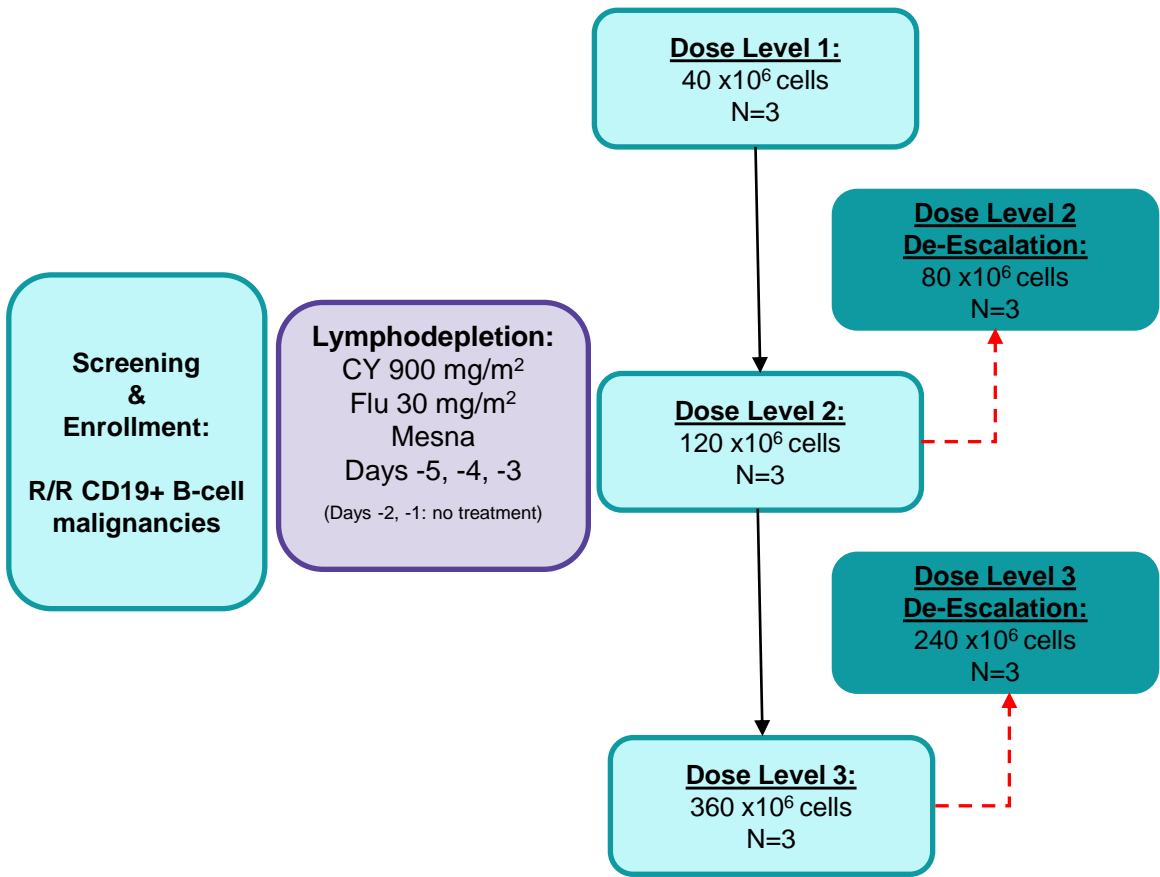 Screening
&
Enrollment:
R/R CD19+ B-cell
malignancies
Lymphodepletion:
CY 900 mg/m²
Flu 30 mg/m²
Mesna
Days -5, -4, -3
(Days -2, -1: no treatment)
Dose Level 1:
40 x10⁶ cells
N=3
Dose Level 2
De-Escalation:
80 x10⁶ cells
N=3
Dose Level 2:
120 x10⁶ cells
N=3
Dose Level 3
De-Escalation:
240 x10⁶ cells
N=3
Dose Level 3:
360 x10⁶ cells
N=3